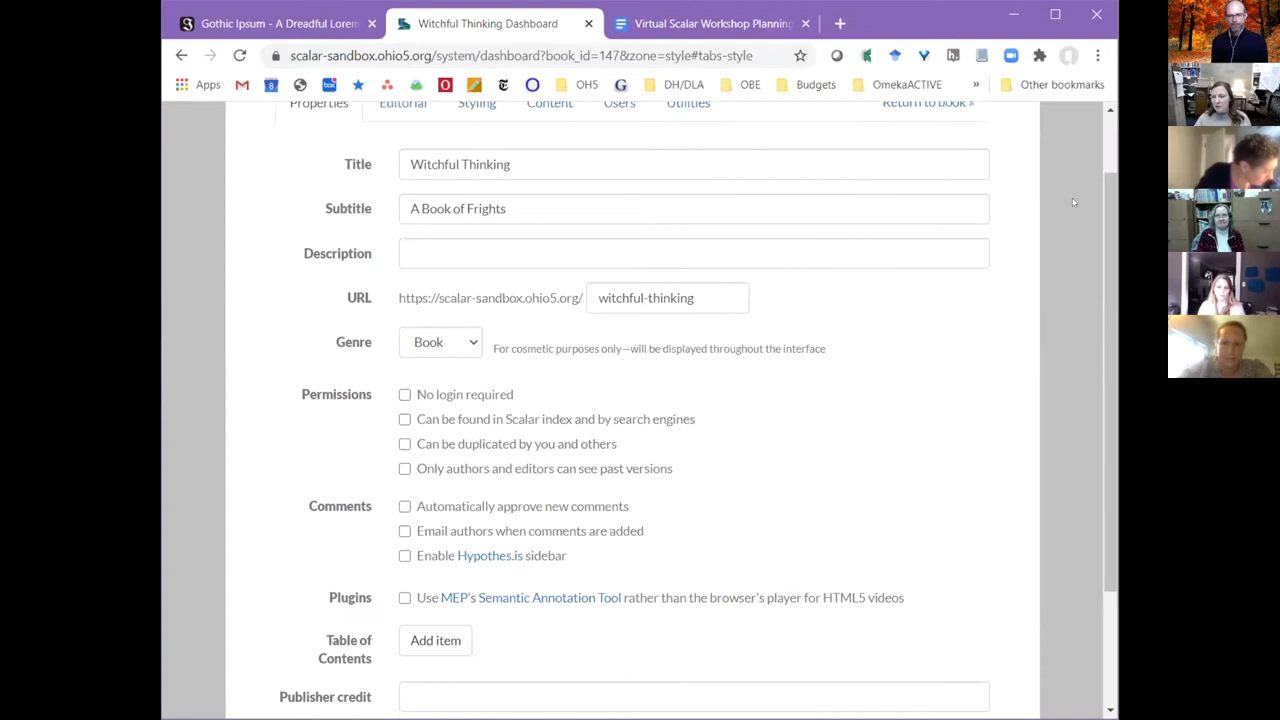 Gothic Ipsum - A Dreadful Lorem
Witchful Thinking Dashboard
Virtual Scalar Workshop Planning
scalar-sandbox.ohio5.org/system/dashboard?book_id=147&zone=style#tabs-style
Apps
OH5
DH/DLA
OBE
Budgets
OmekaACTIVE
»
Other bookmarks
Properties
Editorial
Styling
Content
Users
Utilities
Return to book »
Title
Witchful Thinking
Subtitle
A Book of Frights
Description
URL
https://scalar-sandbox.ohio5.org/
witchful-thinking
Genre
Book
For cosmetic purposes only—will be displayed throughout the interface
Permissions
No login required
Can be found in Scalar index and by search engines
Can be duplicated by you and others
Only authors and editors can see past versions
Comments
Automatically approve new comments
Email authors when comments are added
Enable Hypothes.is sidebar
Plugins
Use MEP's Semantic Annotation Tool rather than the browser's player for HTML5 videos
Table of
Contents
Add item
Publisher credit